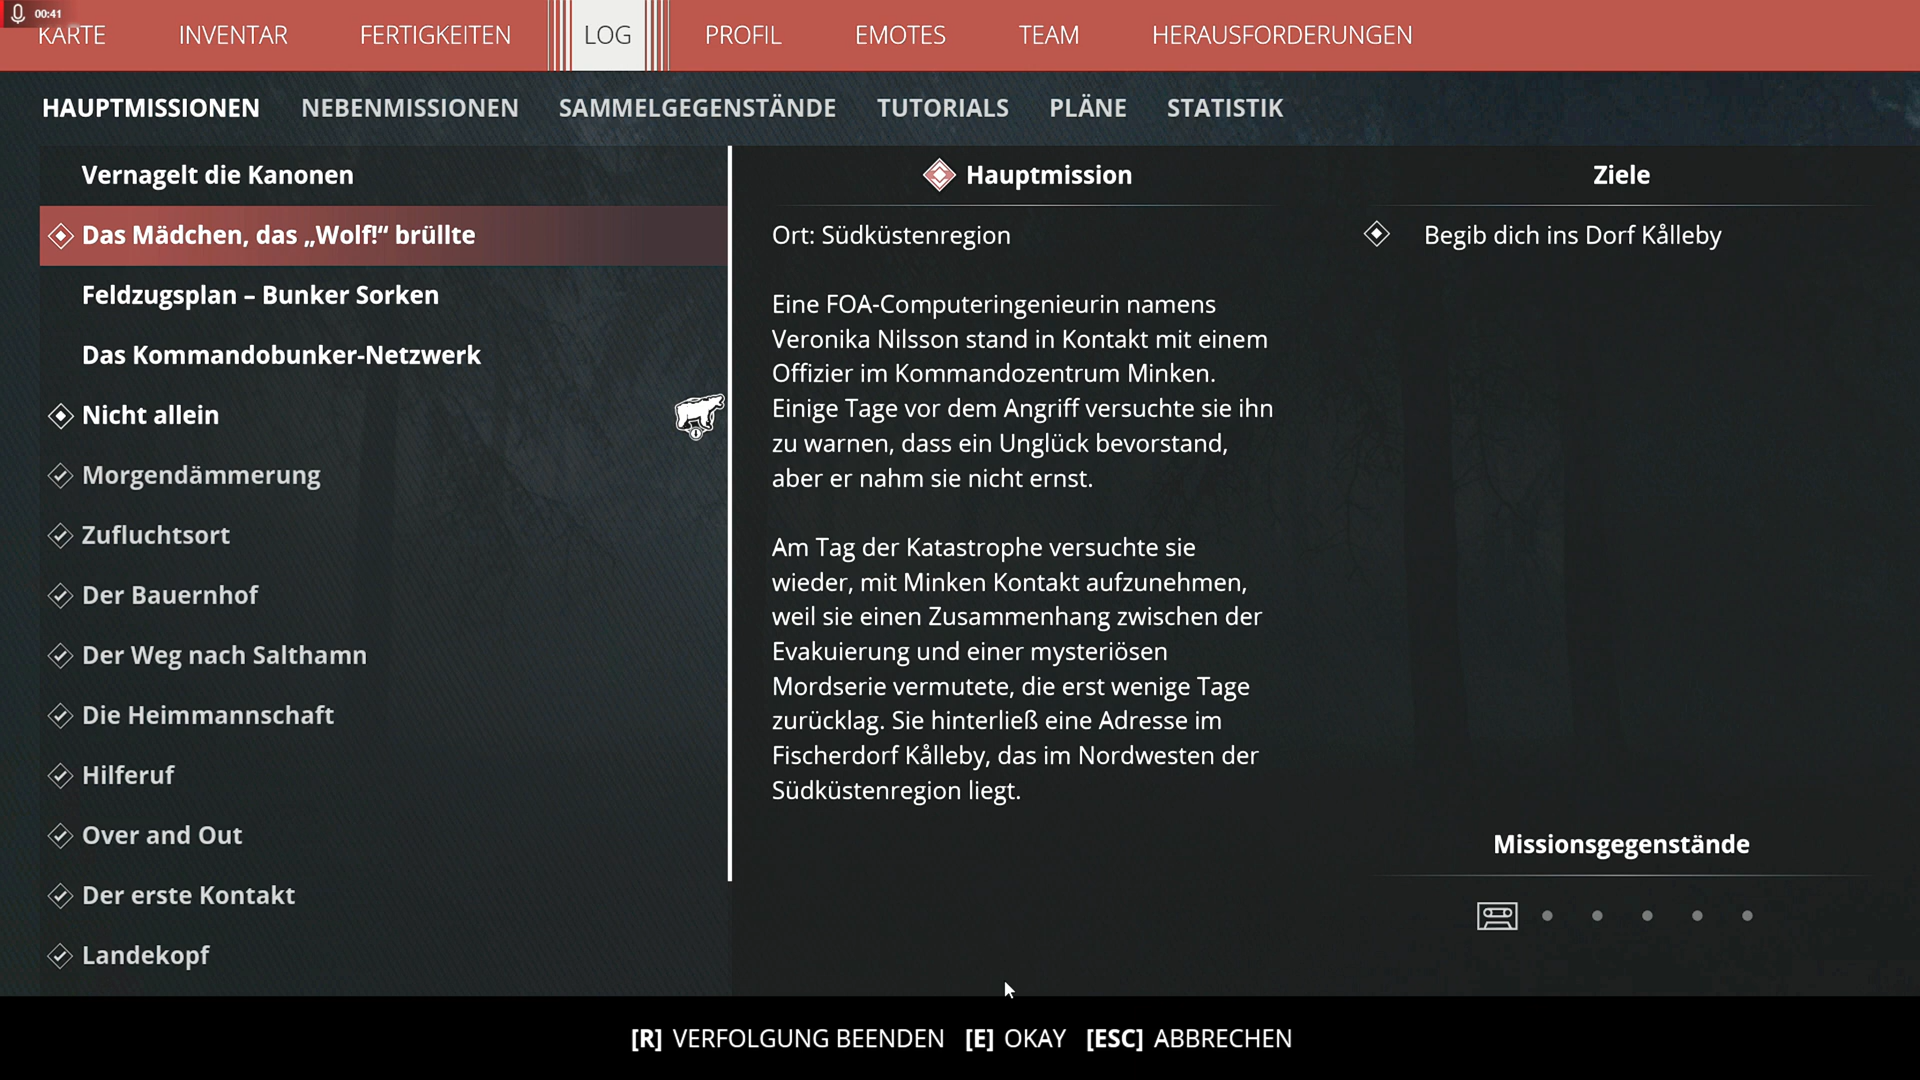 00:41
KARTE INVENTAR FERTIGKEITEN LOG PROFIL EMOTES TEAM HERAUSFORDERUNGEN
HAUPTMISSIONEN NEBENMISSIONEN SAMMELGEGENSTÄNDE TUTORIALS PLÄNE STATISTIK
Vernagelt die Kanonen
Das Mädchen, das „Wolf!“ brüllte
Feldzugsplan – Bunker Sorken
Das Kommandobunker-Netzwerk
Nicht allein
Morgendämmerung
Zufluchtsort
Der Bauernhof
Der Weg nach Salthamn
Die Heimmannschaft
Hilferuf
Over and Out
Der erste Kontakt
Landekopf
Hauptmission
Ort: Südküstenregion
Eine FOA-Computeringenieurin namens
Veronika Nilsson stand in Kontakt mit einem
Offizier im Kommandozentrum Minken.
Einige Tage vor dem Angriff versuchte sie ihn
zu warnen, dass ein Unglück bevorstand,
aber er nahm sie nicht ernst.
Am Tag der Katastrophe versuchte sie
wieder, mit Minken Kontakt aufzunehmen,
weil sie einen Zusammenhang zwischen der
Evakuierung und einer mysteriösen
Mordserie vermutete, die erst wenige Tage
zurücklag. Sie hinterließ eine Adresse im
Fischerdorf Kålleby, das im Nordwesten der
Südküstenregion liegt.
Ziele
Begib dich ins Dorf Kålleby
Missionsgegenstände
[R] VERFOLGUNG BEENDEN [E] OKAY [ESC] ABBRECHEN